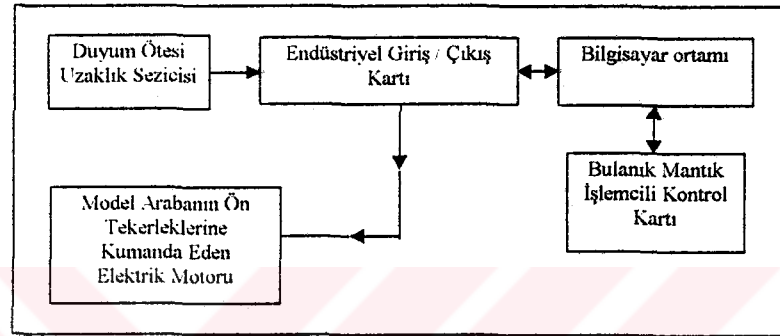 Duyum Ötesi
Uzaklık Sezicisi
Endüstriyel Giriş / Çıkış
Kartı
Bilgisayar ortamı
Bulanık Mantık
İşlemcili Kontrol
Kartı
Model Arabanın Ön
Tekerleklerine
Kumanda Eden
Elektrik Motoru